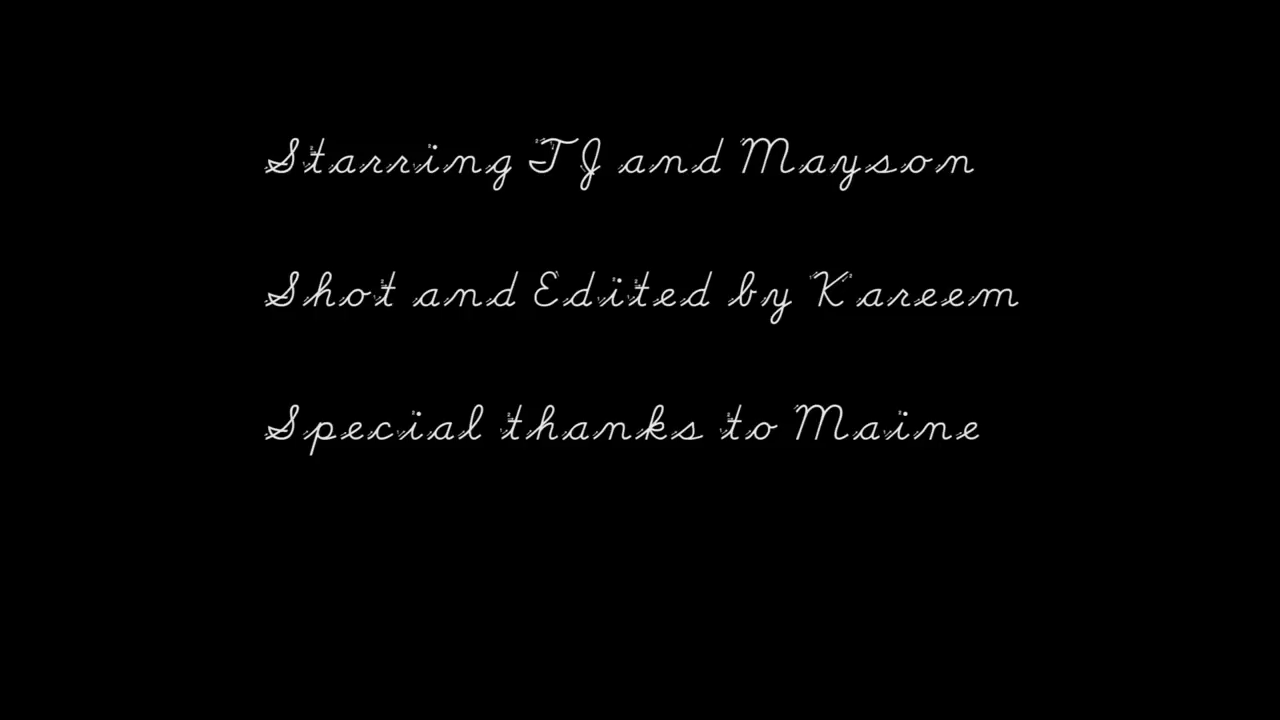 Starring TJ and Mayson
Shot and Edited by Kareem
Special thanks to Maine